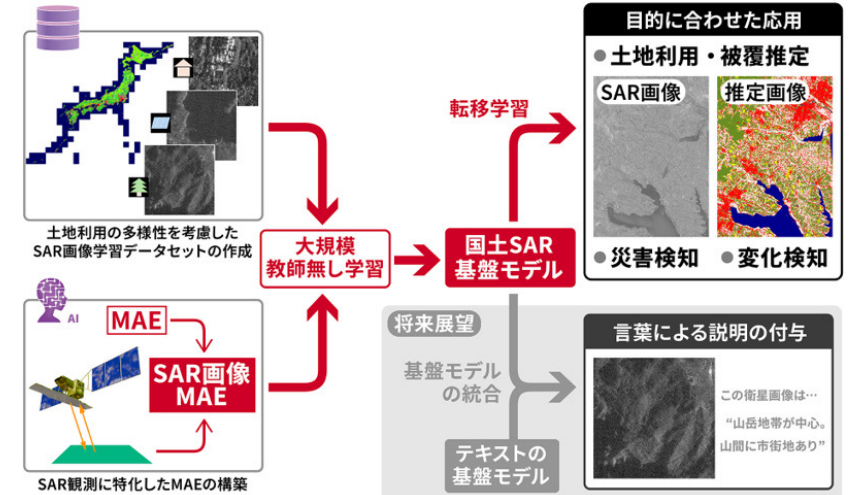 土地利用の多様性を考慮した
SAR画像学習データセットの作成
AI
MAE
SAR画像
MAE
SAR観測に特化したMAEの構築
大規模
教師無し学習
国土SAR
基盤モデル
転移学習
目的に合わせた応用
●土地利用・被覆推定
SAR画像
推定画像
●災害検知 ●変化検知
将来展望
基盤モデル
の統合
テキストの
基盤モデル
言葉による説明の付与
この衛星画像は…
“山岳地帯が中心。
山間に市街地あり”